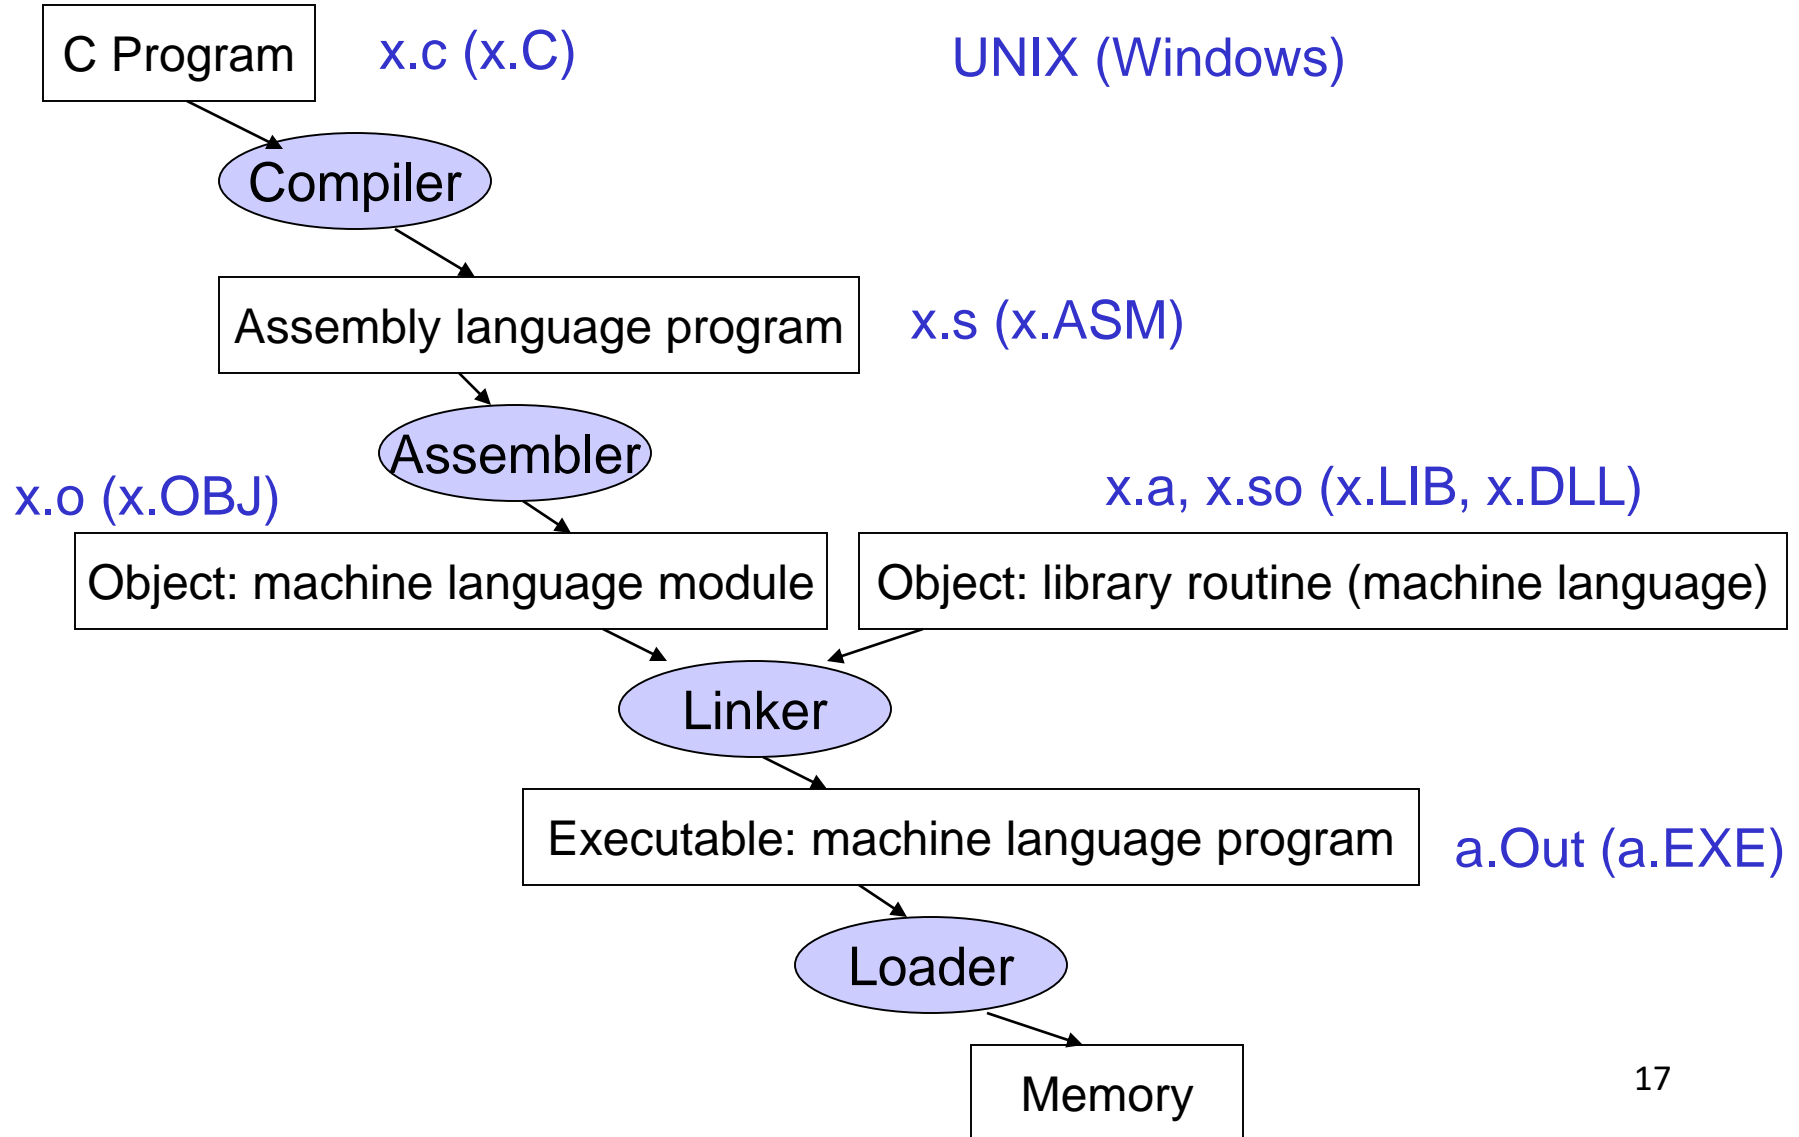 C Program
x.c (x.C)
UNIX (Windows)
Compiler
Assembly language program
x.s (x.ASM)
Assembler
x.o (x.OBJ)
x.a, x.so (x.LIB, x.DLL)
Object: machine language module
Object: library routine (machine language)
Linker
Executable: machine language program
a.Out (a.EXE)
Loader
Memory
17